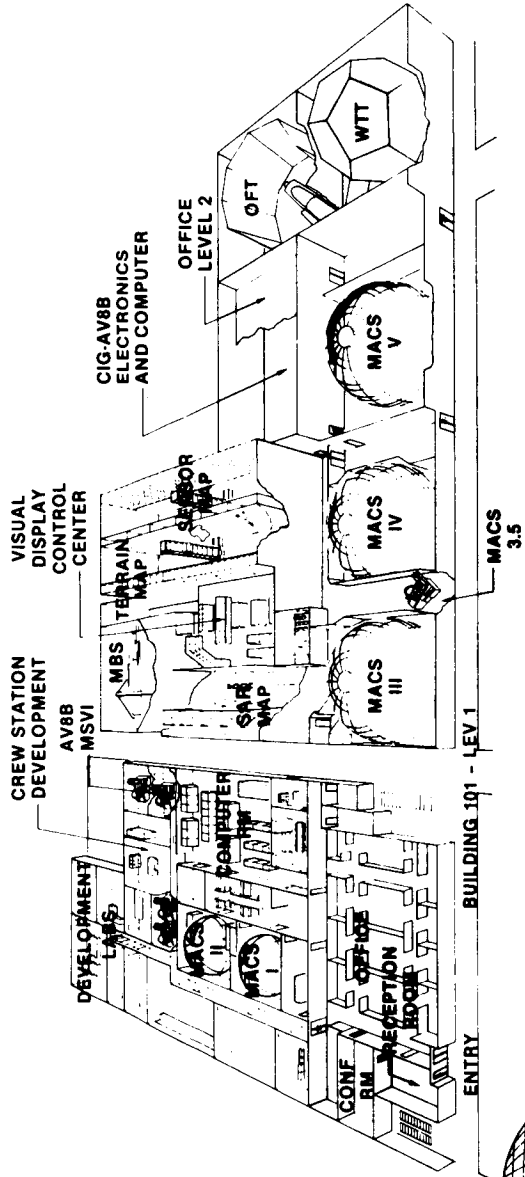 DEVELOPMENT
LABS
CREW STATION
DEVELOPMENT
AV8B
MSVI
VISUAL
DISPLAY
CONTROL
CENTER
CIG-AV8B
ELECTRONICS
AND COMPUTER
OFFICE
LEVEL 2
MBS
TERRAIN
MAP
SENSOR
MAP
SAR
MAP
OFT
WTT
COMPUTER
RM
MACS
II
MACS
I
MACS
III
MACS
IV
MACS
V
MACS
3.5
OFFICE
RECEPTION
ROOM
CONF
RM
ENTRY
BUILDING 101 - LEV 1